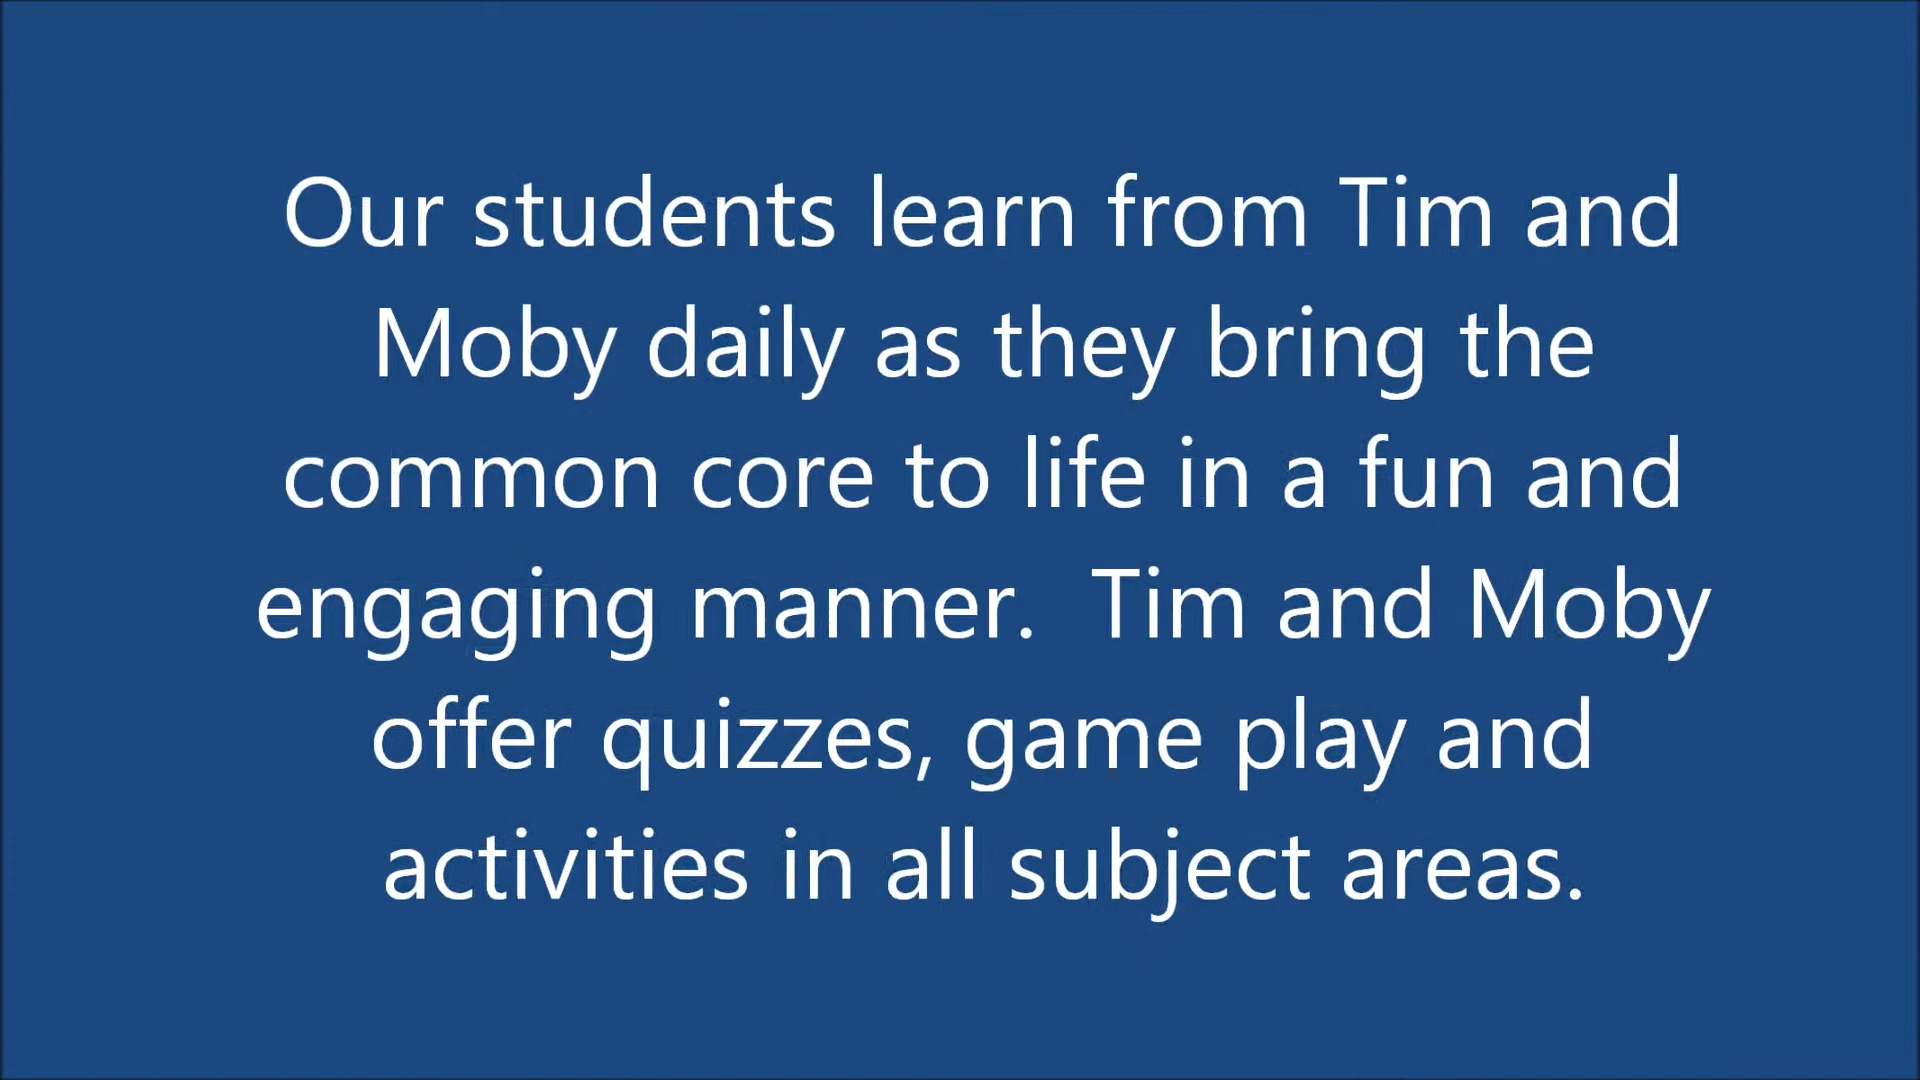 Our students learn from Tim and
Moby daily as they bring the
common core to life in a fun and
engaging manner.  Tim and Moby
offer quizzes, game play and
activities in all subject areas.